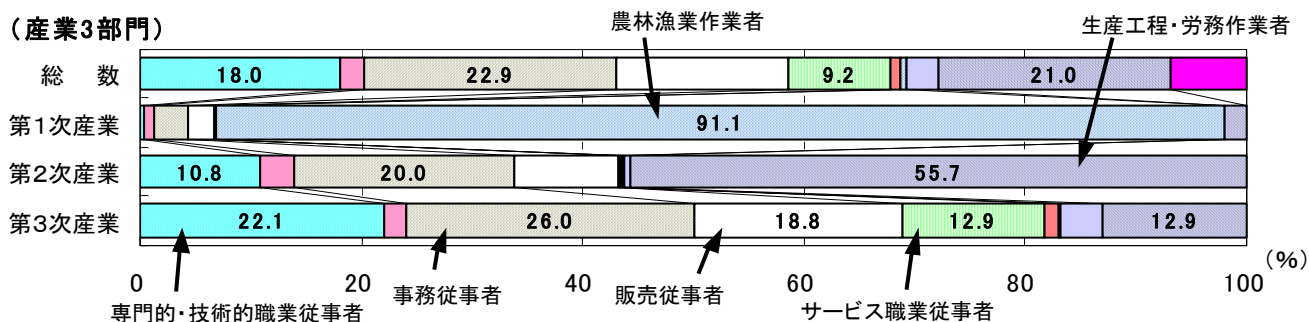 （産業3部門）
農林漁業作業者
生産工程・労務作業者
総　数 18.0 22.9 9.2 21.0
第1次産業 91.1
第2次産業 10.8 20.0 55.7
第3次産業 22.1 26.0 18.8 12.9 12.9
0 20 40 60 80 100 （%）
専門的・技術的職業従事者 事務従事者 販売従事者 サービス職業従事者